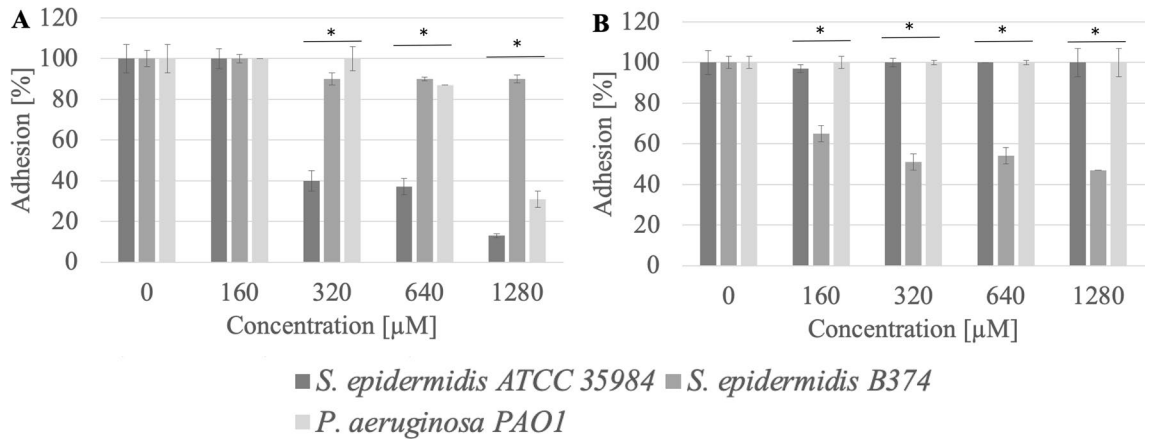 A
120
100
80
60
40
20
0
Adhesion [%]
* * *
0 160 320 640 1280
Concentration [µM]
B
120
100
80
60
40
20
0
Adhesion [%]
* * * *
0 160 320 640 1280
Concentration [µM]
S. epidermidis ATCC 35984 S. epidermidis B374
P. aeruginosa PAO1